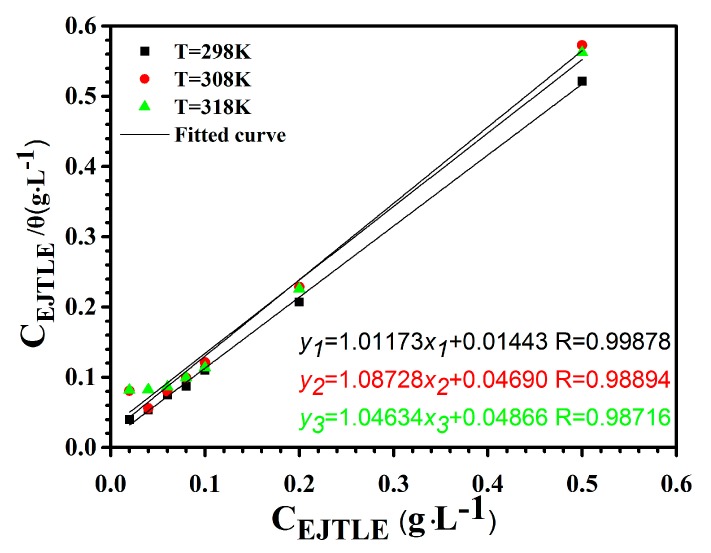 0.6
0.5
0.4
0.3
0.2
0.1
0.0
C_EJTLE/θ(g·L^-1)
T=298K
T=308K
T=318K
Fitted curve
y1=1.01173x1+0.01443 R=0.99878
y2=1.08728x2+0.04690 R=0.98894
y3=1.04634x3+0.04866 R=0.98716
0.0 0.1 0.2 0.3 0.4 0.5 0.6
C_EJTLE (g·L^-1)